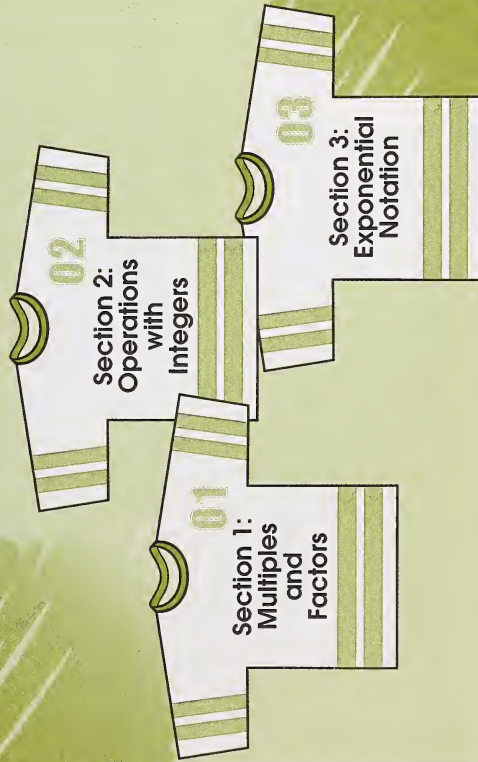 01
Section 1:
Multiples
and
Factors
02
Section 2:
Operations
with
Integers
03
Section 3:
Exponential
Notation